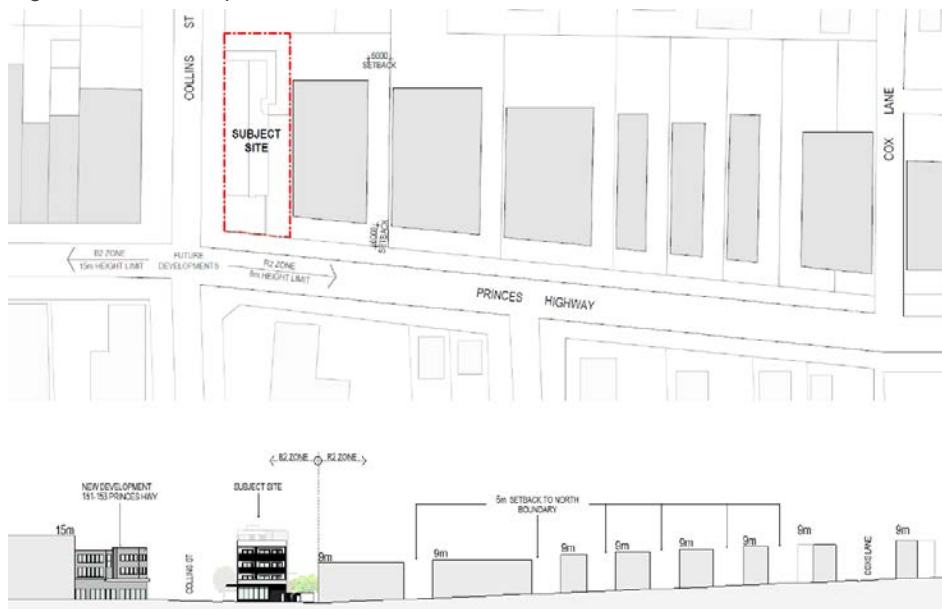 COLLINS ST
SUBJECT
SITE
6000
SETBACK
6000
SETBACK
COX LANE
B2 ZONE
15m HEIGHT LIMIT
FUTURE
DEVELOPMENTS
R2 ZONE
9m HEIGHT LIMIT
PRINCES HIGHWAY
B2 ZONE
R2 ZONE
NEW DEVELOPMENT
151-153 PRINCES HWY
SUBJECT SITE
5m SETBACK TO NORTH
BOUNDARY
15m
COLLINS ST
9m
9m
9m
9m
9m
9m
9m
COXS LANE
9m